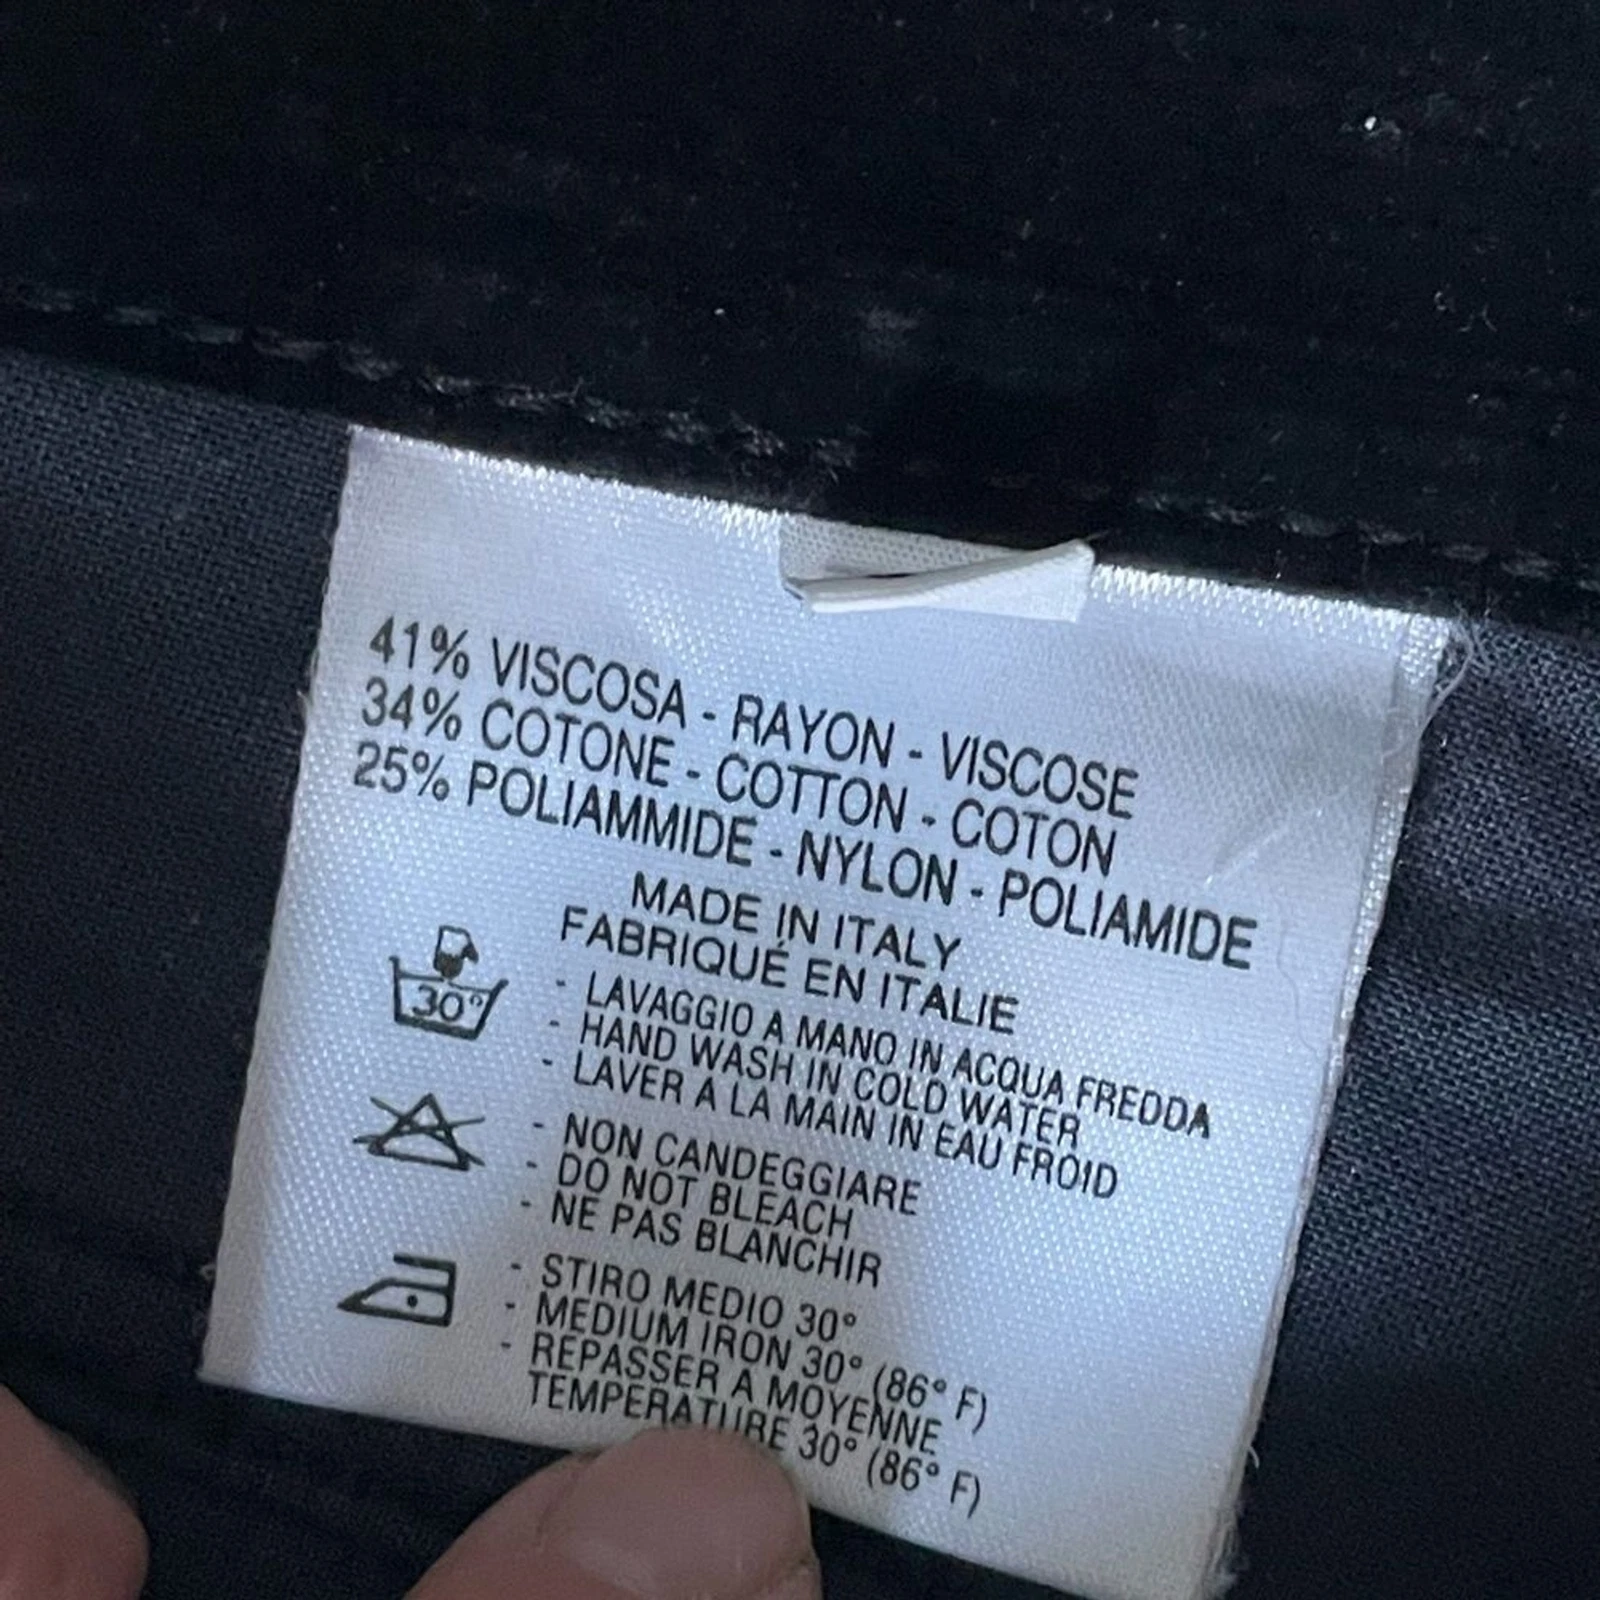 41% VISCOSA - RAYON - VISCOSE
34% COTONE - COTTON - COTON
25% POLIAMMIDE - NYLON - POLIAMIDE
MADE IN ITALY
FABRIQUÉ EN ITALIE
30°
- LAVAGGIO A MANO IN ACQUA FREDDA
- HAND WASH IN COLD WATER
- LAVER A LA MAIN IN EAU FROID
- NON CANDEGGIARE
- DO NOT BLEACH
- NE PAS BLANCHIR
- STIRO MEDIO 30°
- MEDIUM IRON 30° (86° F)
- REPASSER A MOYENNE
TEMPERATURE 30° (86° F)